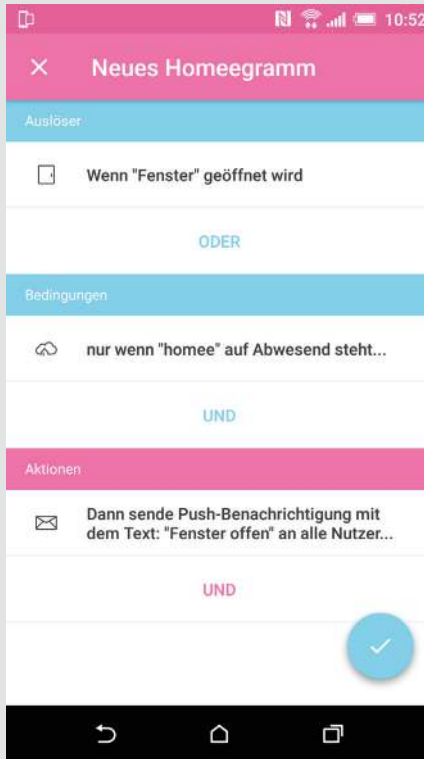 10:52
Neues Homeegramm
Auslöser
Wenn "Fenster" geöffnet wird
ODER
Bedingungen
nur wenn "homee" auf Abwesend steht...
UND
Aktionen
Dann sende Push-Benachrichtigung mit
dem Text: "Fenster offen" an alle Nutzer...
UND